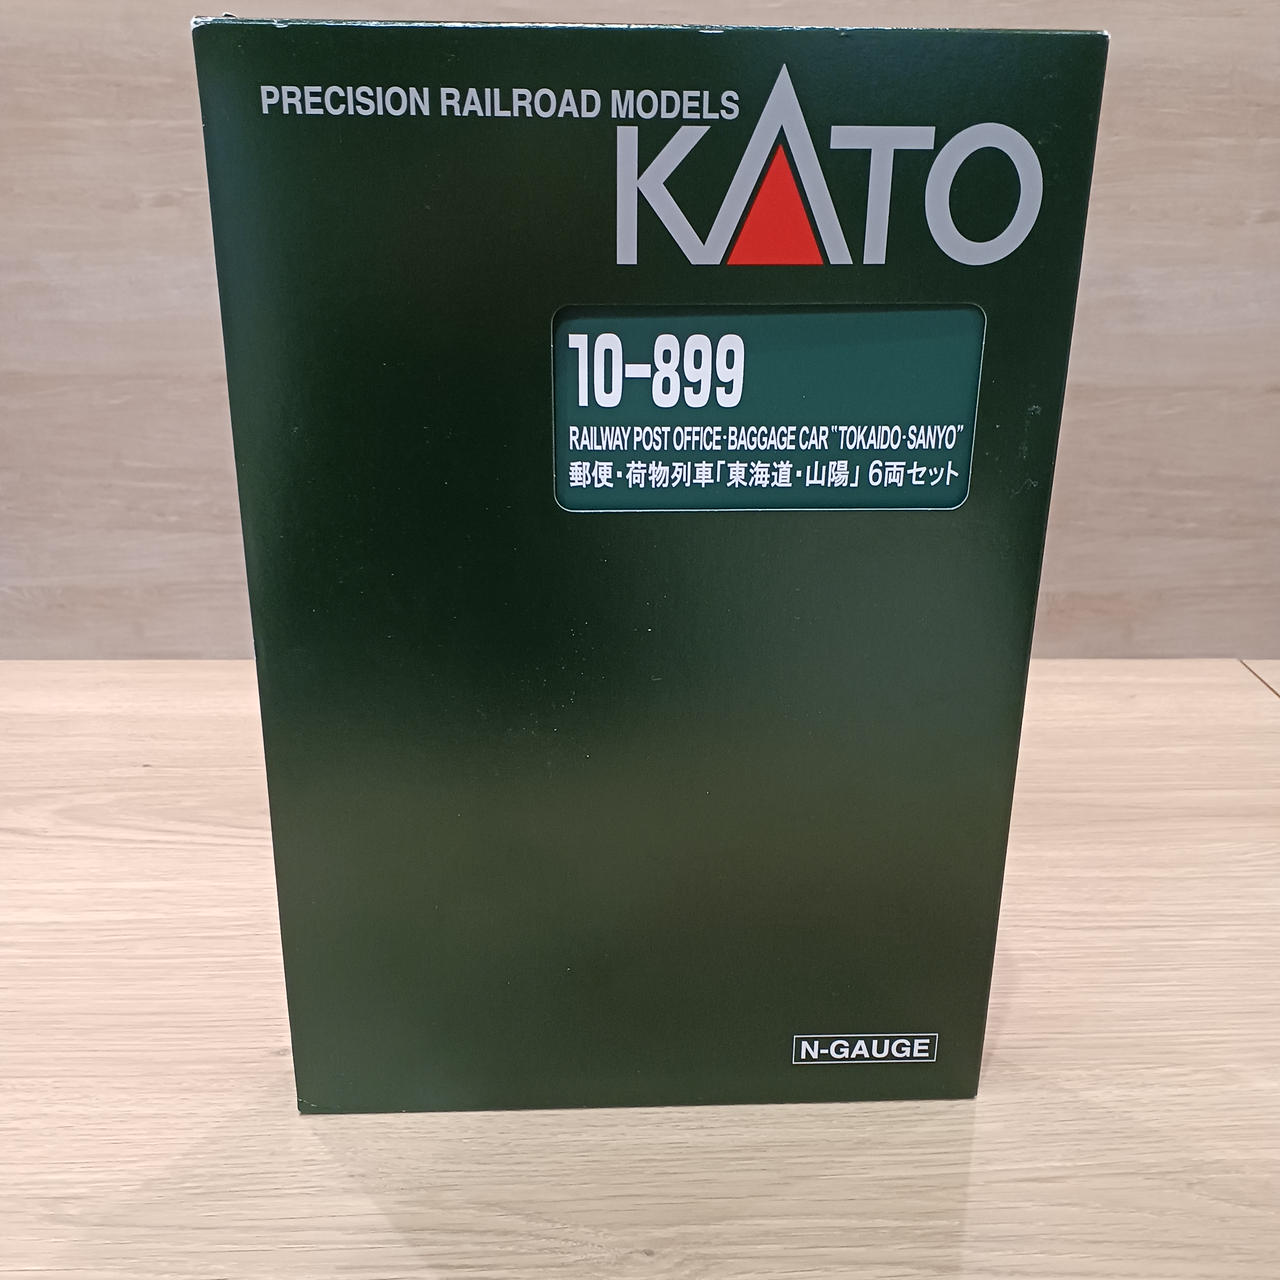 PRECISION RAILROAD MODELS
KATO
10-899
RAILWAY POST OFFICE·BAGGAGE CAR "TOKAIDO·SANYO"
郵便・荷物列車「東海道・山陽」 6両セット
N-GAUGE